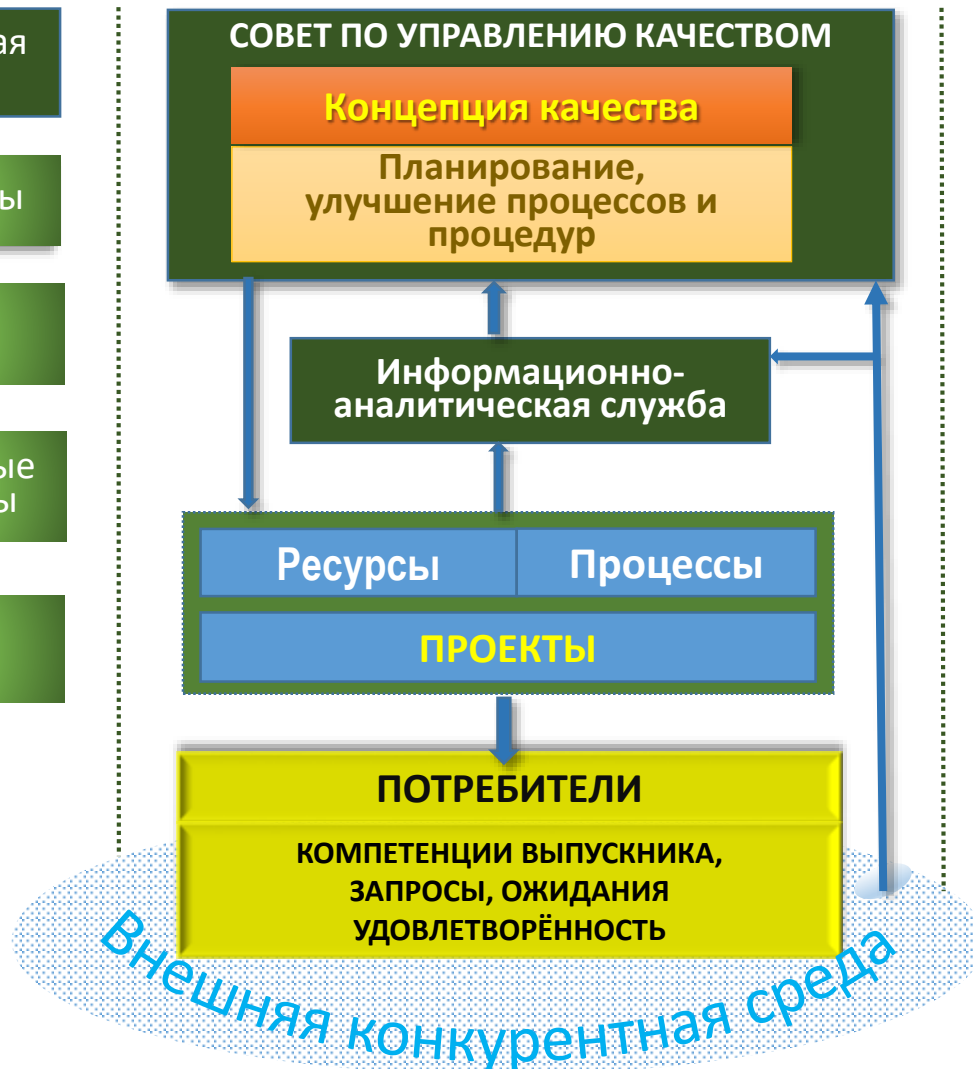 СОВЕТ ПО УПРАВЛЕНИЮ КАЧЕСТВОМ
Концепция качества
Планирование,
улучшение процессов и
процедур
Информационно-
аналитическая служба
Ресурсы
Процессы
ПРОЕКТЫ
ПОТРЕБИТЕЛИ
КОМПЕТЕНЦИИ ВЫПУСКНИКА,
ЗАПРОСЫ, ОЖИДАНИЯ
УДОВЛЕТВОРЁННОСТЬ
Внешняя конкурентная среда